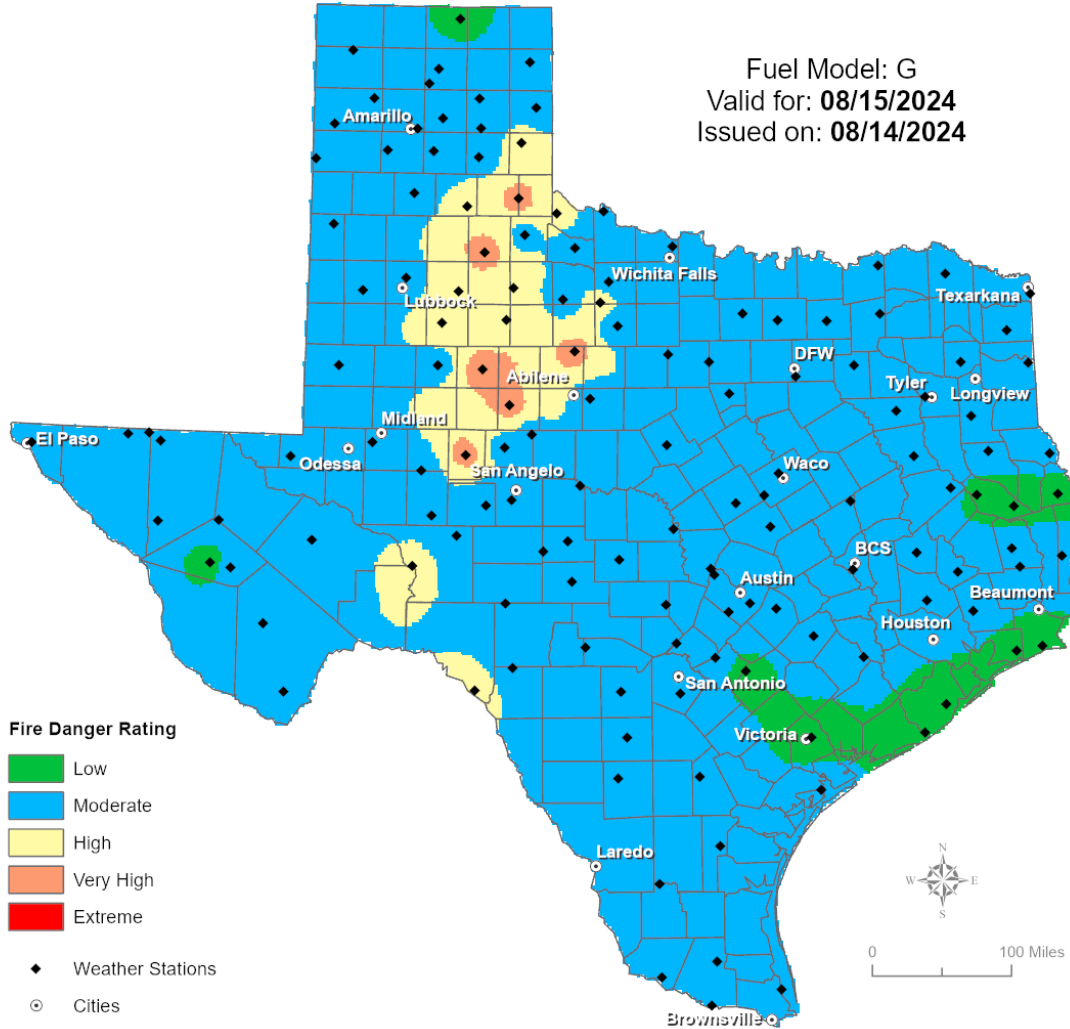 Fuel Model: G
Valid for: 08/15/2024
Issued on: 08/14/2024
Amarillo
Wichita Falls
Lubbock
Texarkana
DFW
Abilene
Tyler
Longview
Midland
El Paso
Odessa
San Angelo
Waco
BCS
Austin
Beaumont
Houston
San Antonio
Victoria
Laredo
Brownsville
Fire Danger Rating
Low
Moderate
High
Very High
Extreme
Weather Stations
Cities
N
W E
S
0 100 Miles